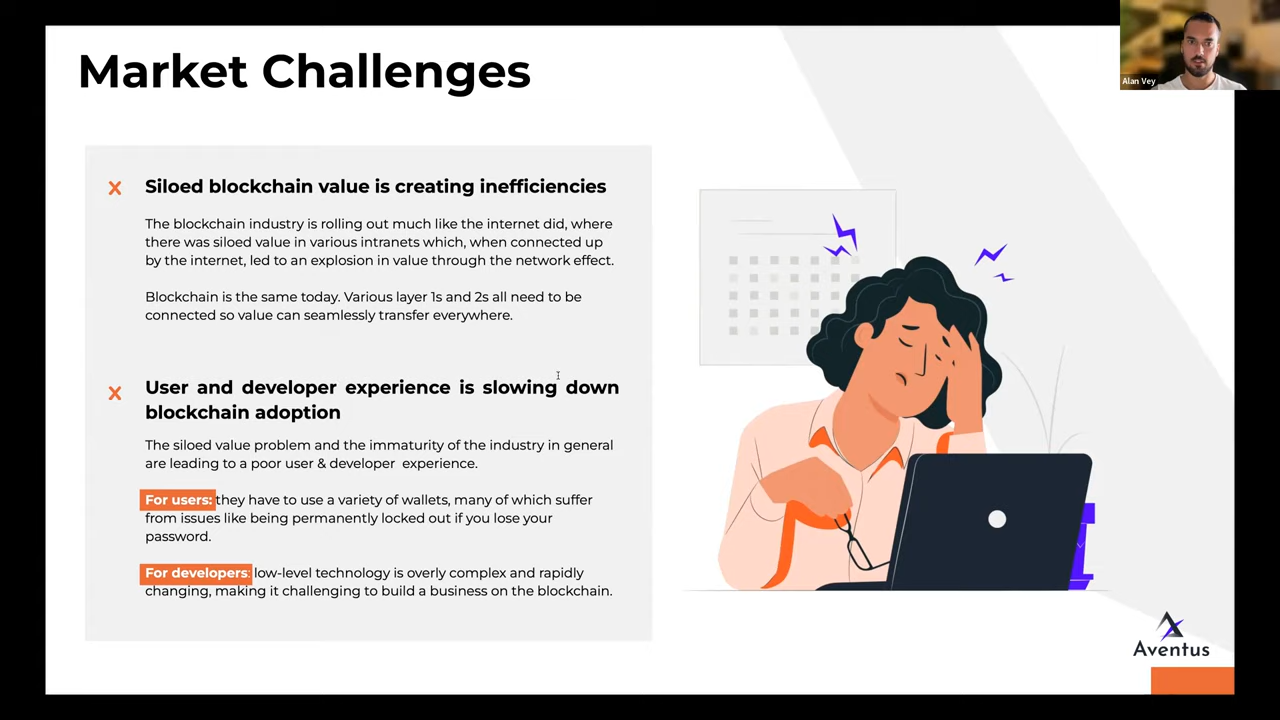 Market Challenges
Alan Vey
X Siloed blockchain value is creating inefficiencies
The blockchain industry is rolling out much like the internet did, where
there was siloed value in various intranets which, when connected up
by the internet, led to an explosion in value through the network effect.
Blockchain is the same today. Various layer 1s and 2s all need to be
connected so value can seamlessly transfer everywhere.
X User and developer experience is slowing down
blockchain adoption
The siloed value problem and the immaturity of the industry in general
are leading to a poor user & developer experience.
For users: they have to use a variety of wallets, many of which suffer
from issues like being permanently locked out if you lose your
password.
For developers: low-level technology is overly complex and rapidly
changing, making it challenging to build a business on the blockchain.
Aventus